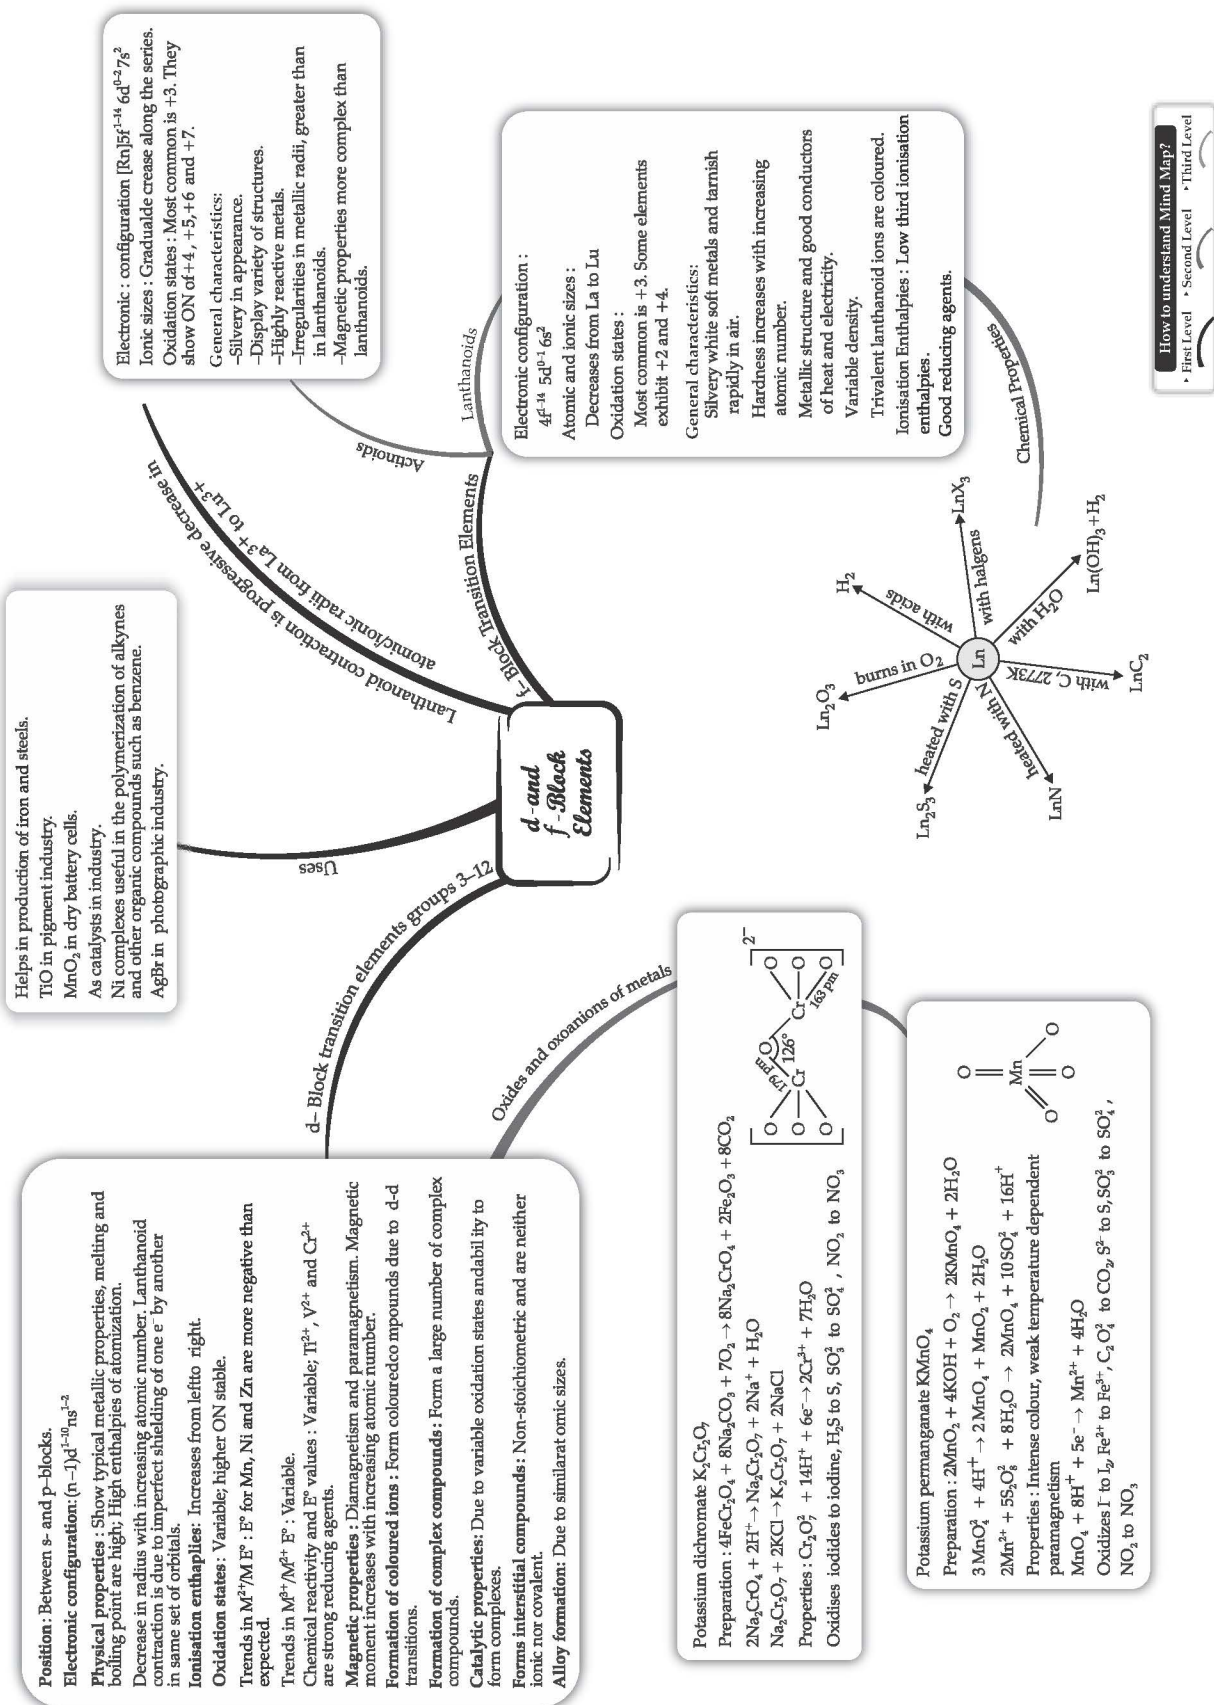 Position: Between s- and p–blocks.
Electronic configuration: (n −1)d¹⁻¹⁰ ns¹⁻²
Physical properties : Show typical metallic properties, melting and
boiling point are high; High enthalpies of atomization.
Decrease in radius with increasing atomic number, Lanthanoid
contraction is due to imperfect shielding of one e⁻ by another
in same set of orbitals.
Ionisation enthaplies: Increases from leftto right.
Oxidation states : Variable; higher ON stable.
Trends in M²⁺/M E° : E° for Mn, Ni and Zn are more negative than
expected.
Trends in M³⁺/M²⁺ E° : Variable.
Chemical reactivity and E° values : Variable; Ti²⁺, V²⁺ and Cr²⁺
are strong reducing agents.
Magnetic properties : Diamagnetism and paramagnetism. Magnetic
moment increases with increasing atomic number.
Formation of coloured ions : Form colouredco mpounds due to d-d
transitions.
Formation of complex compounds : Form a large number of complex
compounds.
Catalytic properties: Due to variable oxidation states andabil ity to
form complexes.
Forms interstitial compounds : Non-stoichiometric and are neither
ionic nor covalent.
Alloy formation: Due to similarat omic sizes.
d– Block transition elements groups 3–12
Oxides and oxoanions of metals
Potassium dichromate K₂Cr₂O₇
Preparation : 4FeCr₂O₄ + 8Na₂CO₃ + 7O₂ → 8Na₂CrO₄ + 2Fe₂O₃ + 8CO₂
2Na₂CrO₄ + 2H⁺ → Na₂Cr₂O₇ + 2Na⁺ + H₂O
Na₂Cr₂O₇ + 2KCl → K₂Cr₂O₇ + 2NaCl
Properties : Cr₂O₇² + 14H⁺ + 6e⁻ → 2Cr³⁺ + 7H₂O
Oxidises iodides to iodine, H₂S to S, SO₃² to SO₄² , NO₂ to NO₃
O O O Cr 179 pm O 126° Cr 163 pm O O O 2−
Potassium permanganate KMnO₄
Preparation : 2MnO₂ + 4KOH + O₂ → 2KMnO₄ + 2H₂O
3 MnO₄² + 4H⁺ → 2 MnO₄ + MnO₂ + 2H₂O
2Mn²⁺ + 5S₂O₈² + 8H₂O → 2MnO₄ + 10SO₄² + 16H⁺
Properties : Intense colour, weak temperature dependent
paramagnetism
MnO₄ + 8H⁺ + 5e⁻ → Mn²⁺ + 4H₂O
Oxidizes I⁻ to I₂, Fe²⁺ to Fe³⁺, C₂O₄² to CO₂, S²⁻ to S, SO₃² to SO₄² ,
NO₂ to NO₃
O Mn O O O
Uses
Helps in production of iron and steels.
TiO in pigment industry.
MnO₂ in dry battery cells.
As catalysts in industry.
Ni complexes useful in the polymerization of alkynes
and other organic compounds such as benzene.
AgBr in photographic industry.
d - and
f - Block
Elements
Lanthanoid contraction is progressive decrease in
atomic/ionic radii from La³⁺ to Lu³⁺
f – Block Transition Elements
Actinoids
Lanthanoids
Electronic : configuration [Rn]5f¹⁻¹⁴ 6d⁰⁻² 7s²
Ionic sizes : Gradualde crease along the series.
Oxidation states : Most common is +3. They
show ON of +4 , +5,+6 and +7.
General characteristics:
–Silvery in appearance.
–Display variety of structures.
–Highly reactive metals.
–Irregularities in metallic radii, greater than
in lanthanoids.
–Magnetic properties more complex than
lanthanoids.
Electronic configuration :
4f¹⁻¹⁴ 5d⁰⁻¹ 6s²
Atomic and ionic sizes :
Decreases from La to Lu
Oxidation states :
Most common is +3. Some elements
exhibit +2 and +4.
General characteristics:
Silvery white soft metals and tarnish
rapidly in air.
Hardness increases with increasing
atomic number.
Metallic structure and good conductors
of heat and electricity.
Variable density.
Trivalent lanthanoid ions are coloured.
Ionisation Enthalpies : Low third ionisation
enthalpies.
Good reducing agents.
Chemical Properties
Ln
burns in O₂
Ln₂O₃
with acids
H₂
with halgens
LnX₃
with H₂O
Ln(OH)₃+H₂
with C, 2773K
LnC₂
heated with N
LnN
heated with S
Ln₂S₃
How to understand Mind Map?
First Level Second Level Third Level